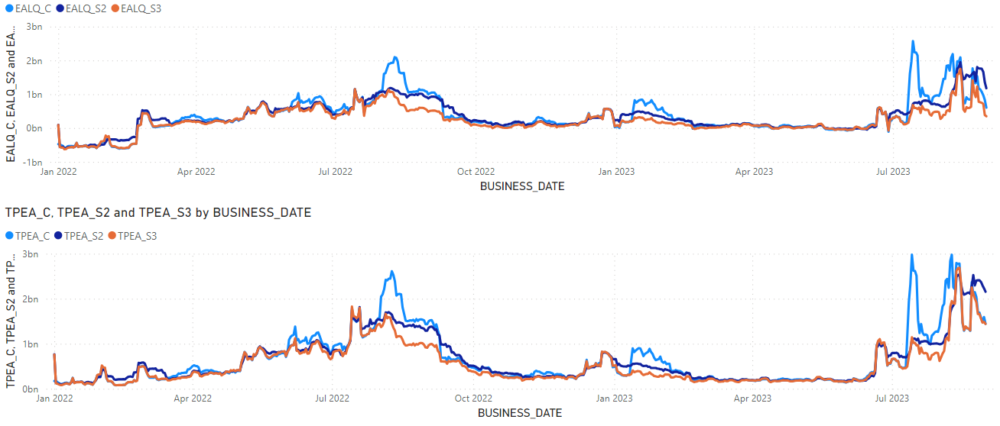 EALQ_C EALQ_S2 EALQ_S3
EALQ_C, EALQ_S2 and EA...
3bn
2bn
1bn
0bn
-1bn
Jan 2022 Apr 2022 Jul 2022 Oct 2022 Jan 2023 Apr 2023 Jul 2023
BUSINESS_DATE
TPEA_C, TPEA_S2 and TPEA_S3 by BUSINESS_DATE
TPEA_C TPEA_S2 TPEA_S3
TPEA_C, TPEA_S2 and TP...
3bn
2bn
1bn
0bn
Jan 2022 Apr 2022 Jul 2022 Oct 2022 Jan 2023 Apr 2023 Jul 2023
BUSINESS_DATE